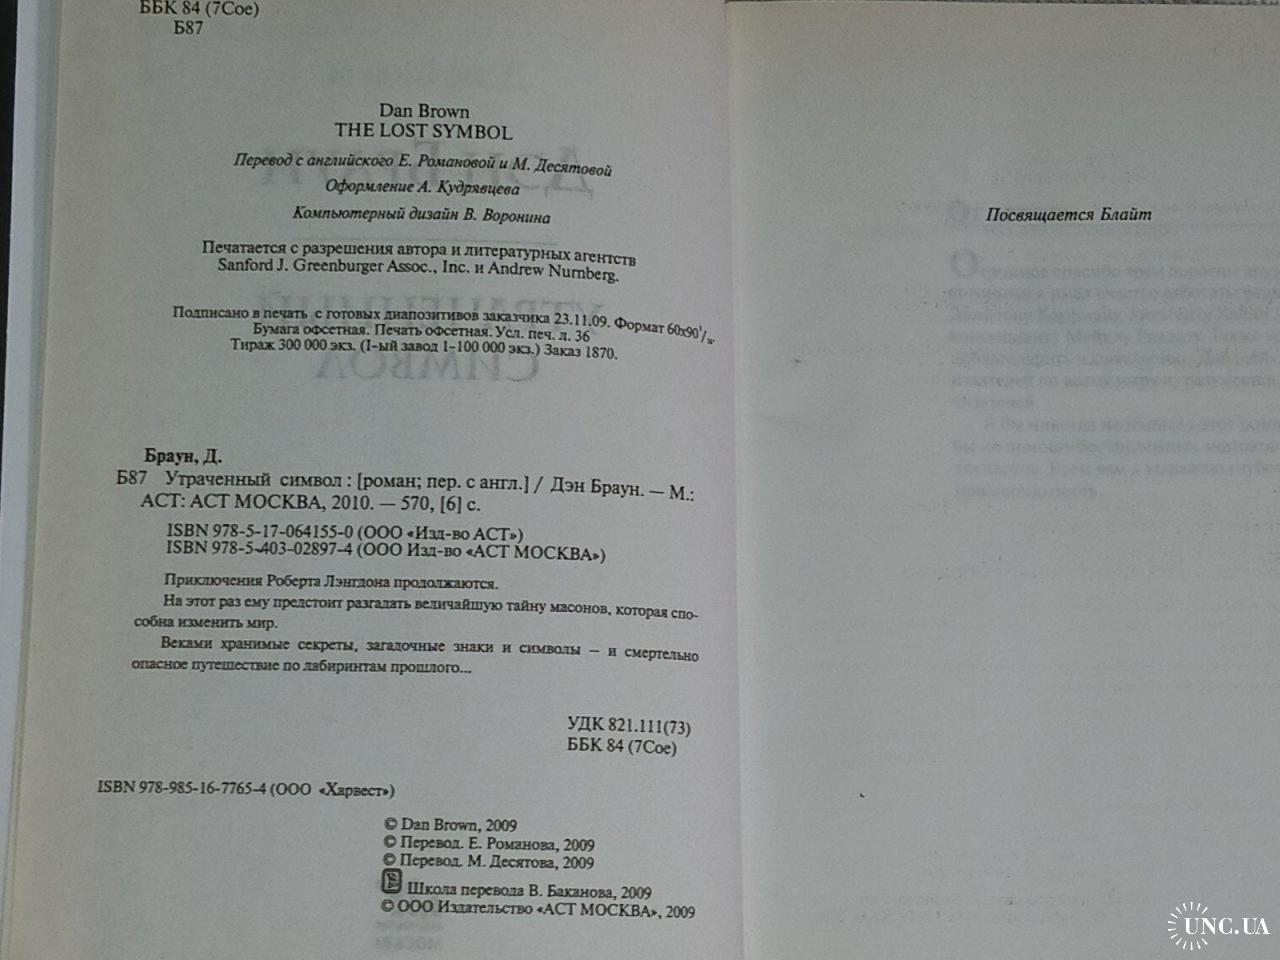 ББК 84 (7Сое)
Б87
Dan Brown
THE LOST SYMBOL
Перевод с английского Е. Романовой и М. Десятовой
Оформление А. Кудрявцева
Компьютерный дизайн В. Воронина
Печатается с разрешения автора и литературных агентств
Sanford J. Greenburger Assoc., Inc. и Andrew Nurnberg.
Подписано в печать с готовых диапозитивов заказчика 23.11.09. Формат 60x90¹/₁₆.
Бумага офсетная. Печать офсетная. Усл. печ. л. 36
Тираж 300 000 экз. (1-ый завод 1-100 000 экз.) Заказ 1870.
Браун, Д.
Б87 Утраченный символ : [роман; пер. с англ.] / Дэн Браун. — М.:
АСТ: АСТ МОСКВА, 2010. — 570, [6] с.
ISBN 978-5-17-064155-0 (ООО «Изд-во АСТ»)
ISBN 978-5-403-02897-4 (ООО Изд-во «АСТ МОСКВА»)
Приключения Роберта Лэнгдона продолжаются.
На этот раз ему предстоит разгадать величайшую тайну масонов, которая спо-
собна изменить мир.
Веками хранимые секреты, загадочные знаки и символы — и смертельно
опасное путешествие по лабиринтам прошлого...
УДК 821.111(73)
ББК 84 (7Сое)
ISBN 978-985-16-7765-4 (ООО «Харвест»)
© Dan Brown, 2009
© Перевод. Е. Романова, 2009
© Перевод. М. Десятова, 2009
Школа перевода В. Баканова, 2009
© ООО Издательство «АСТ МОСКВА», 2009
Посвящается Блайт
UNC.UA